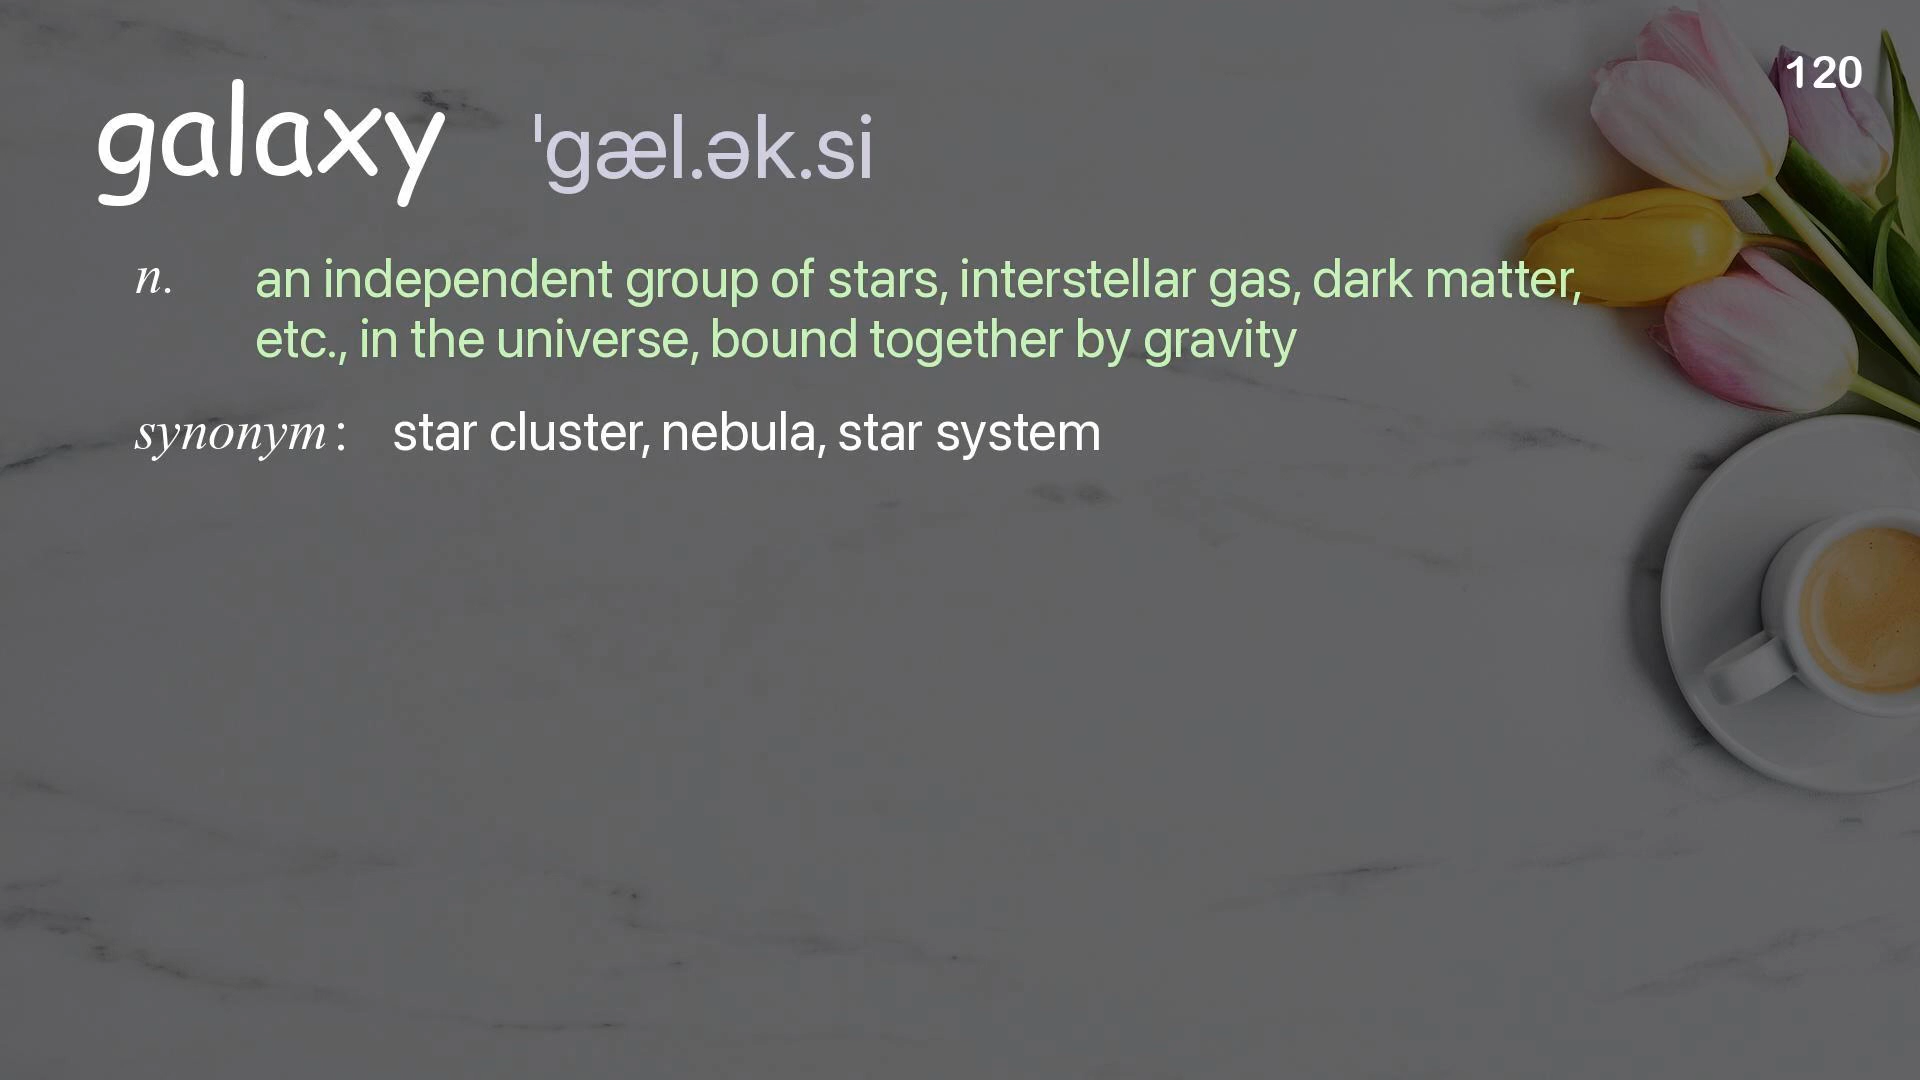 120
galaxy ˈgæl.ək.si
n. an independent group of stars, interstellar gas, dark matter,
etc., in the universe, bound together by gravity
synonym: star cluster, nebula, star system